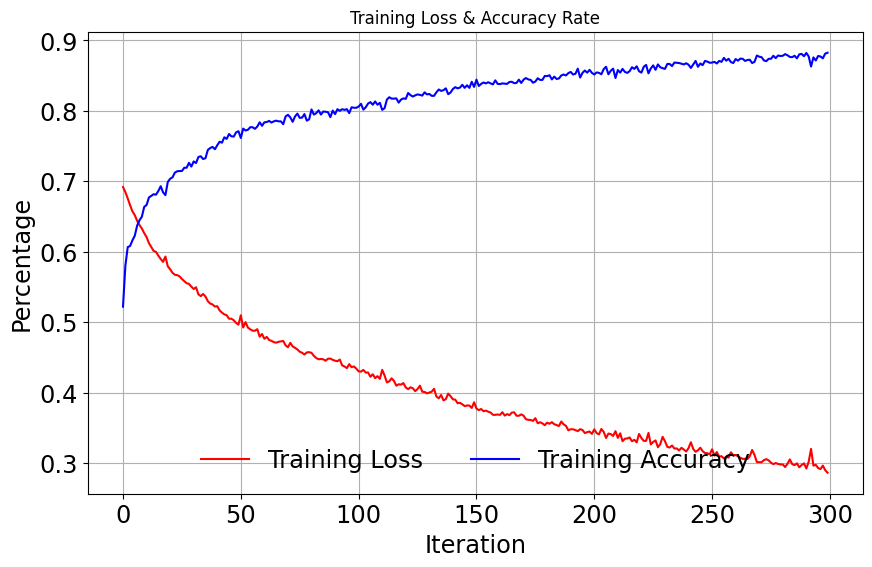 Training Loss & Accuracy Rate
0.9
0.8
0.7
0.6
0.5
0.4
0.3
Percentage
Training Loss Training Accuracy
0 50 100 150 200 250 300
Iteration